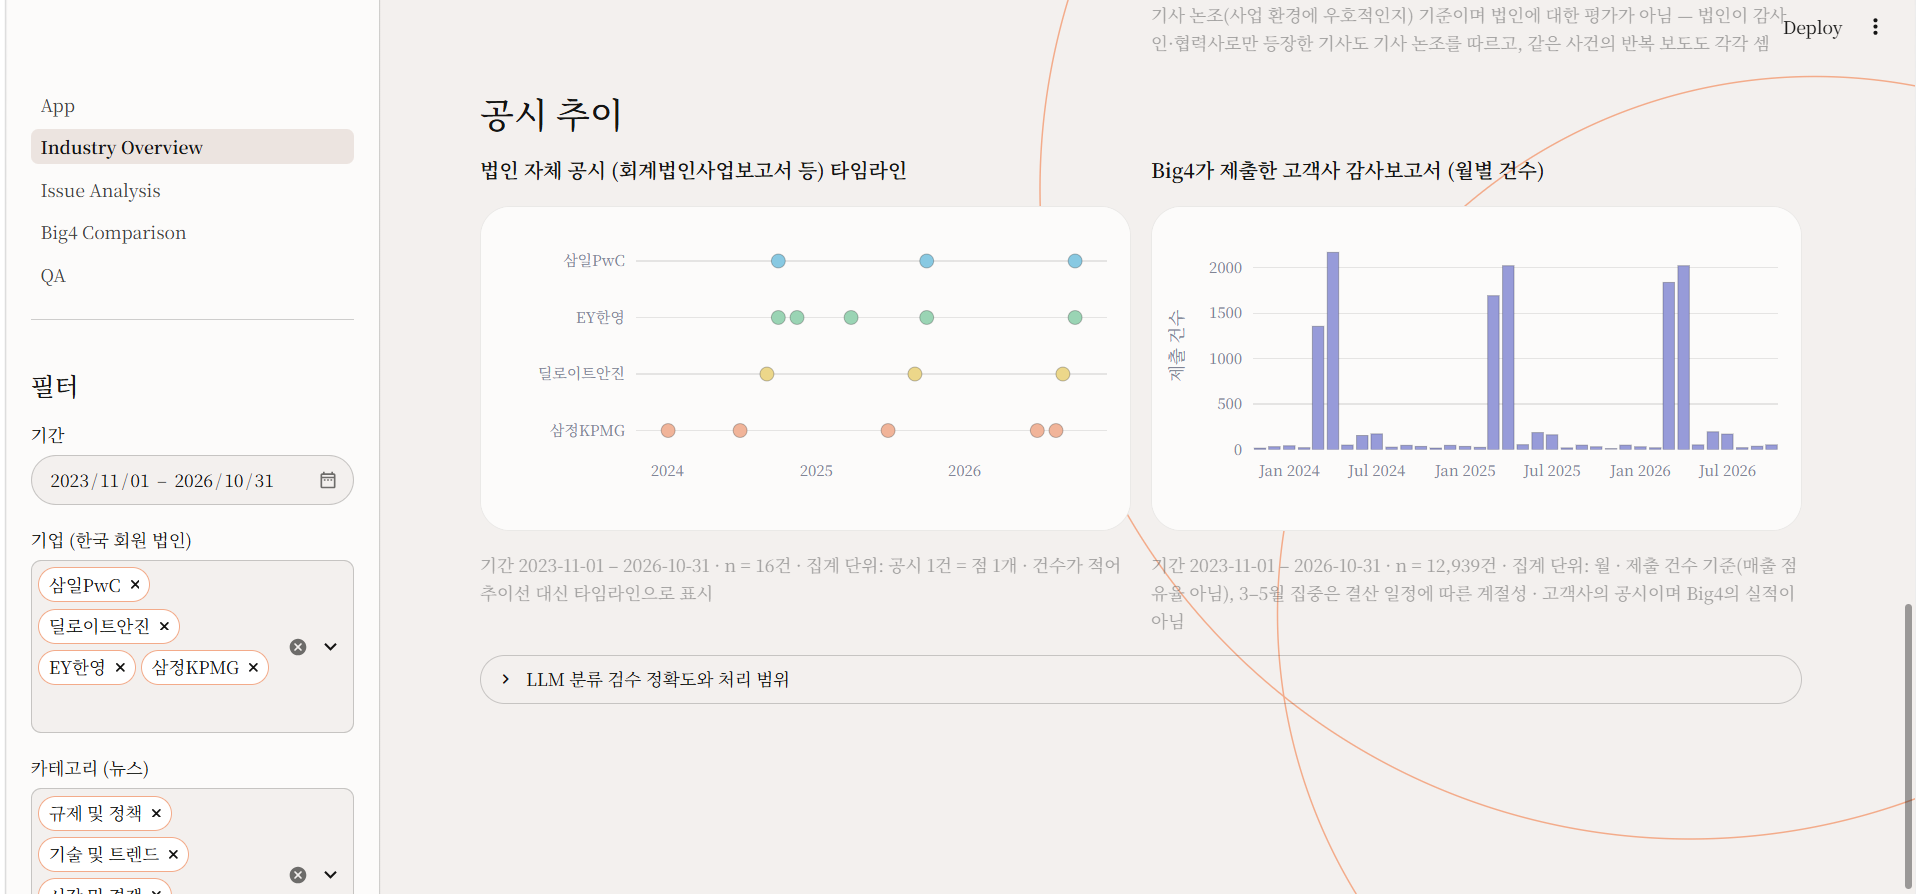 App
Industry Overview
Issue Analysis
Big4 Comparison
QA
필터
기간
2023/11/01 – 2026/10/31
기업 (한국 회원 법인)
삼일PwC ×
딜로이트안진 ×
EY한영 × 삼정KPMG ×
카테고리 (뉴스)
규제 및 정책 ×
기술 및 트렌드 ×
기사 논조(사업 환경에 우호적인지) 기준이며 법인에 대한 평가가 아님 — 법인이 감사
인·협력사로만 등장한 기사도 기사 논조를 따르고, 같은 사건의 반복 보도도 각각 셈
Deploy
공시 추이
법인 자체 공시 (회계법인사업보고서 등) 타임라인
삼일PwC
EY한영
딜로이트안진
삼정KPMG
2024 2025 2026
기간 2023-11-01 – 2026-10-31 · n = 16건 · 집계 단위: 공시 1건 = 점 1개 · 건수가 적어
추이선 대신 타임라인으로 표시
Big4가 제출한 고객사 감사보고서 (월별 건수)
제출 건수
2000
1500
1000
500
0
Jan 2024 Jul 2024 Jan 2025 Jul 2025 Jan 2026 Jul 2026
기간 2023-11-01 – 2026-10-31 · n = 12,939건 · 집계 단위: 월 · 제출 건수 기준(매출 점
유율 아님), 3–5월 집중은 결산 일정에 따른 계절성 · 고객사의 공시이며 Big4의 실적이
아님
LLM 분류 검수 정확도와 처리 범위